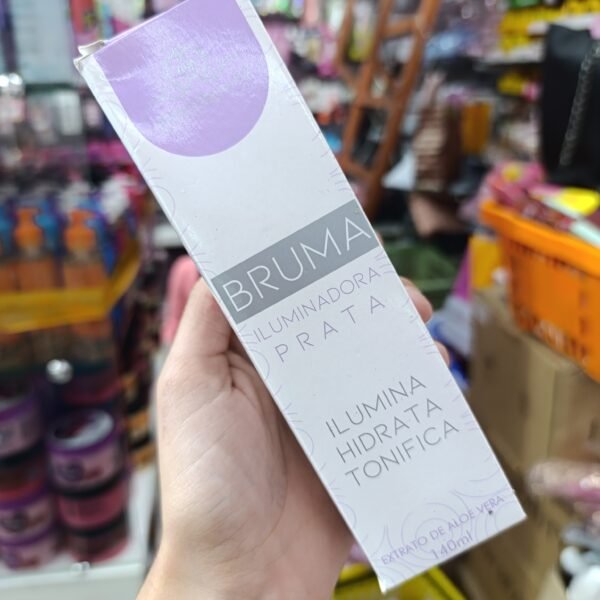 BRUMA
ILUMINADORA
PRATA
ILUMINA
HIDRATA
TONIFICA
EXTRATO DE ALOE VERA
140ml